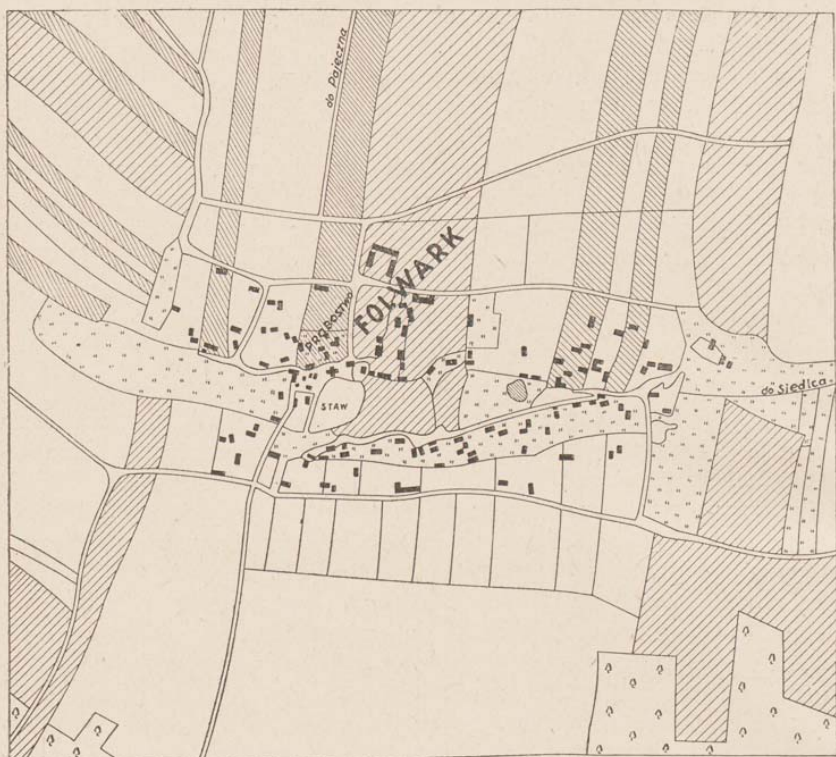 do Pajęczna
FOLWARK
PROBOSTWO
STAW
do Siedlca